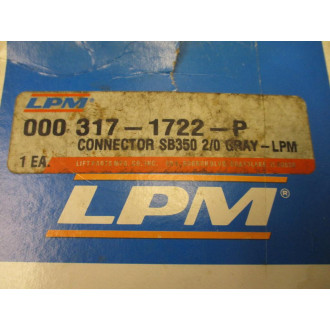 LPM®
000 317-1722-P
CONNECTOR SB350 2/0 GRAY-LPM
1 EA.
LPM®